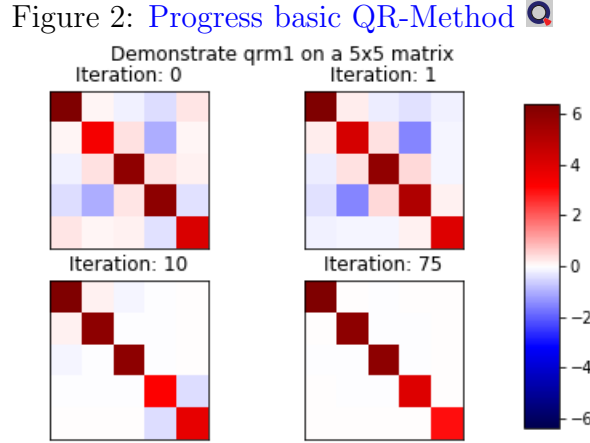 Figure 2: Progress basic QR-Method
Demonstrate qrm1 on a 5x5 matrix
Iteration: 0
Iteration: 1
Iteration: 10
Iteration: 75
6
4
2
0
−2
−4
−6